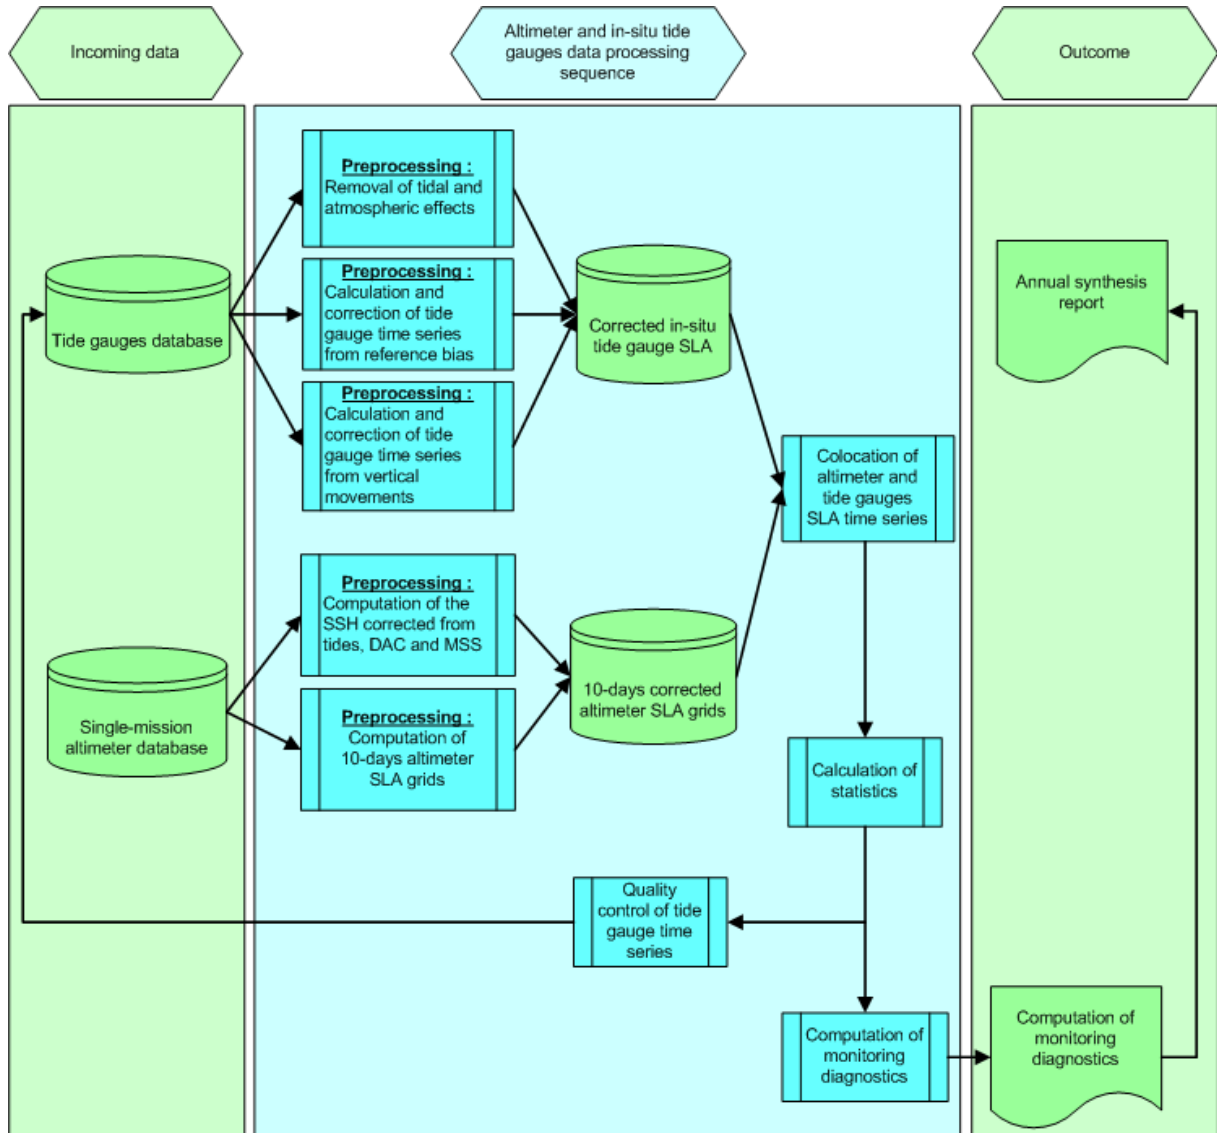 Incoming data
Altimeter and in-situ tide
gauges data processing
sequence
Outcome
Preprocessing :
Removal of tidal and
atmospheric effects
Preprocessing :
Calculation and
correction of tide
gauge time series
from reference bias
Preprocessing :
Calculation and
correction of tide
gauge time series
from vertical
movements
Tide gauges database
Corrected in-situ
tide gauge SLA
Annual synthesis
report
Colocation of
altimeter and
tide gauges
SLA time series
Preprocessing :
Computation of the
SSH corrected from
tides, DAC and MSS
Preprocessing :
Computation of
10-days altimeter
SLA grids
Single-mission
altimeter database
10-days corrected
altimeter SLA grids
Calculation of
statistics
Quality
control of tide
gauge time
series
Computation of
monitoring
diagnostics
Computation of
monitoring
diagnostics